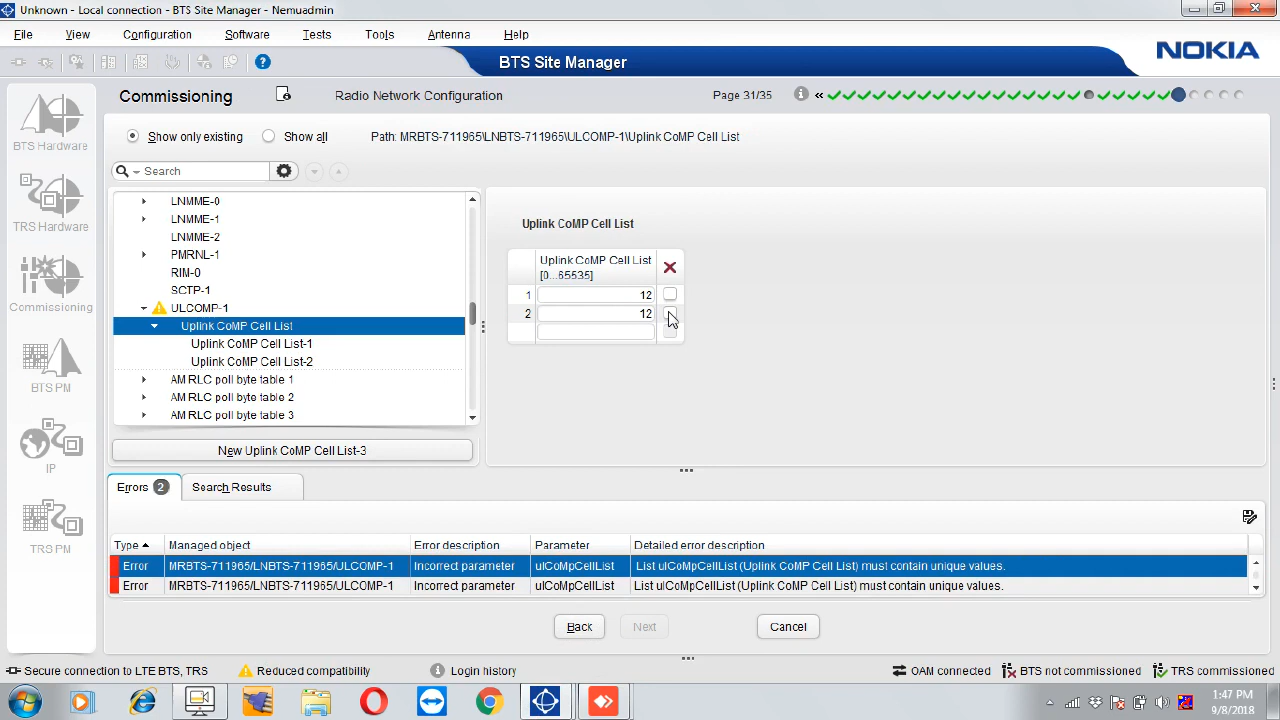 Unknown - Local connection - BTS Site Manager - Nemuadmin
File View Configuration Software Tests Tools Antenna Help
BTS Site Manager
NOKIA
Commissioning Radio Network Configuration Page 31/35 «
Show only existing Show all Path: MRBTS-711965\LNBTS-711965\ULCOMP-1\Uplink CoMP Cell List
Search
BTS Hardware
TRS Hardware
Commissioning
BTS PM
IP
TRS PM
LNMME-0
LNMME-1
LNMME-2
PMRNL-1
RIM-0
SCTP-1
ULCOMP-1
Uplink CoMP Cell List
Uplink CoMP Cell List-1
Uplink CoMP Cell List-2
AM RLC poll byte table 1
AM RLC poll byte table 2
AM RLC poll byte table 3
New Uplink CoMP Cell List-3
Uplink CoMP Cell List
Uplink CoMP Cell List
[0...65535]
1 12
2 12
Errors 2 Search Results
Type Managed object Error description Parameter Detailed error description
Error MRBTS-711965/LNBTS-711965/ULCOMP-1 Incorrect parameter ulCoMpCellList List ulCoMpCellList (Uplink CoMP Cell List) must contain unique values.
Error MRBTS-711965/LNBTS-711965/ULCOMP-1 Incorrect parameter ulCoMpCellList List ulCoMpCellList (Uplink CoMP Cell List) must contain unique values.
Back Next Cancel
Secure connection to LTE BTS, TRS Reduced compatibility Login history OAM connected BTS not commissioned TRS commissioned
1:47 PM
9/8/2018